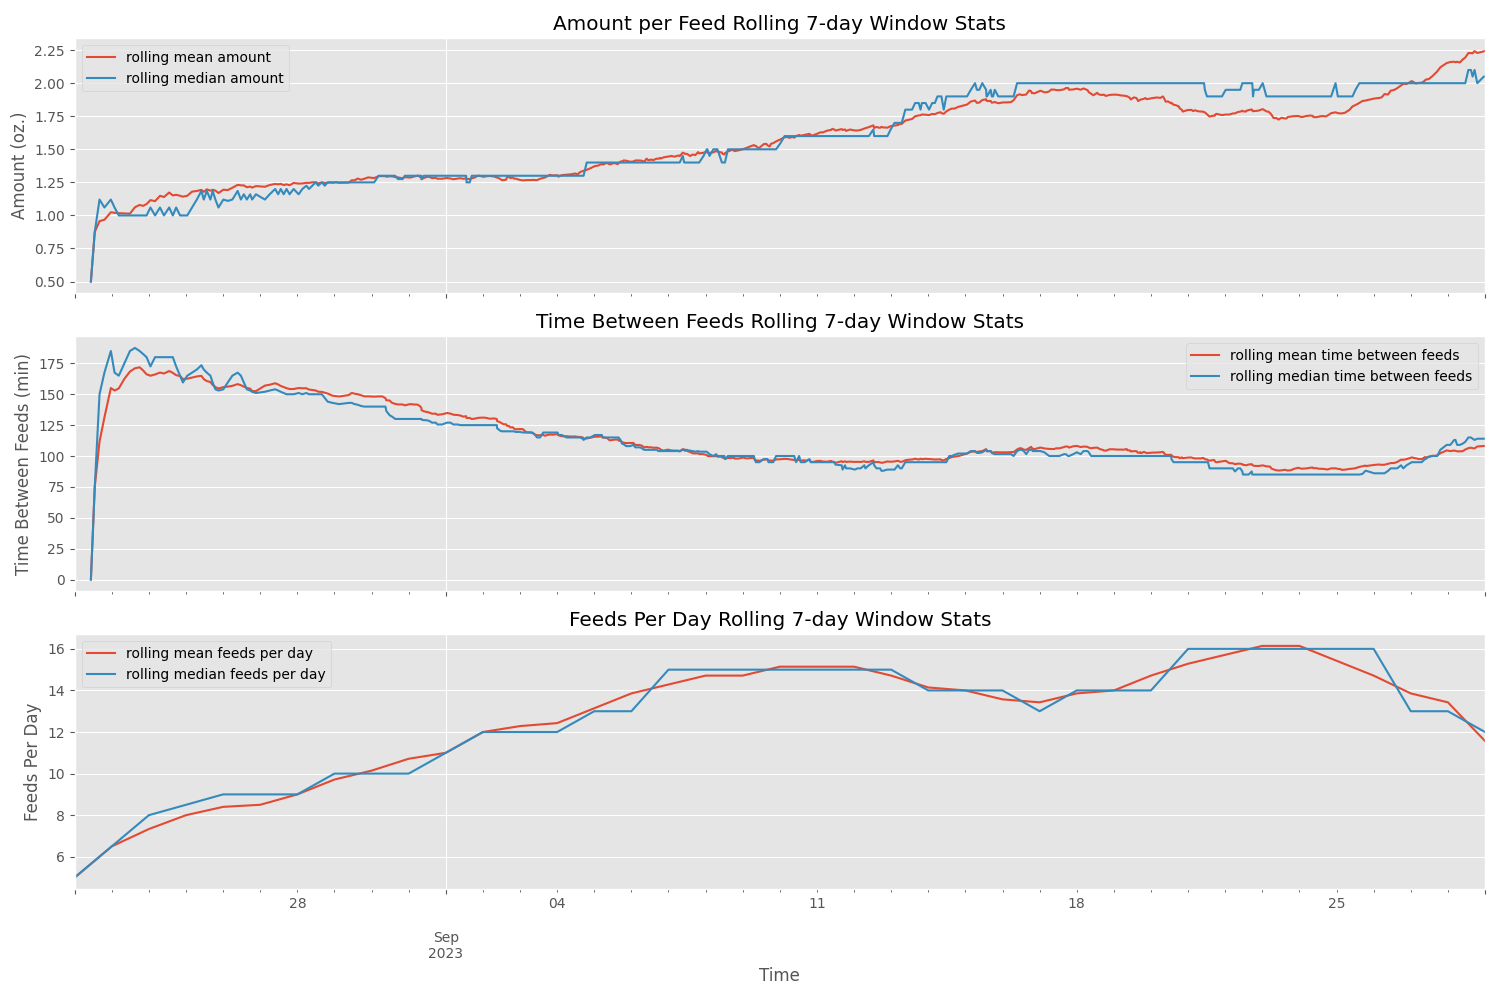 Amount per Feed Rolling 7-day Window Stats
Amount (oz.)
2.25
2.00
1.75
1.50
1.25
1.00
0.75
0.50
rolling mean amount
rolling median amount
Time Between Feeds Rolling 7-day Window Stats
Time Between Feeds (min)
175
150
125
100
75
50
25
0
rolling mean time between feeds
rolling median time between feeds
Feeds Per Day Rolling 7-day Window Stats
Feeds Per Day
16
14
12
10
8
6
rolling mean feeds per day
rolling median feeds per day
28 04 11 18 25
Sep
2023
Time